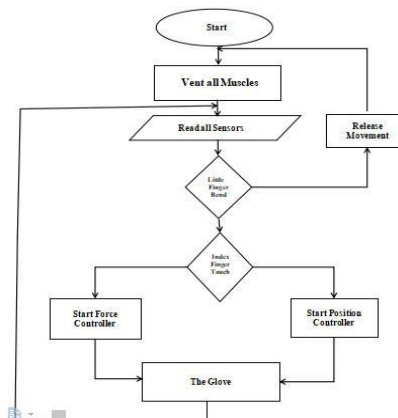 Start
Vent all Muscles
Read all Sensors
Release
Movement
Little
Finger
Bend
Index
Finger
Touch
Start Force
Controller
Start Position
Controller
The Glove